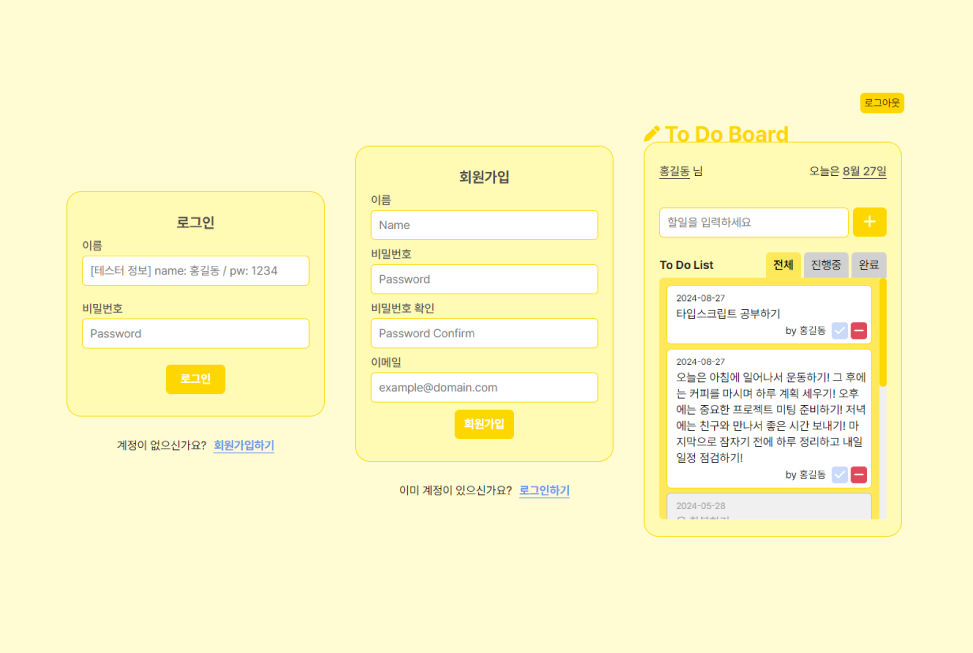 로그인
이름
[테스터 정보] name: 홍길동 / pw: 1234
비밀번호
Password
로그인
계정이 없으신가요? 회원가입하기
회원가입
이름
Name
비밀번호
Password
비밀번호 확인
Password Confirm
이메일
example@domain.com
회원가입
이미 계정이 있으신가요? 로그인하기
로그아웃
To Do Board
홍길동 님
오늘은 8월 27일
할일을 입력하세요
To Do List
전체
진행중
완료
2024-08-27
타입스크립트 공부하기
by 홍길동
2024-08-27
오늘은 아침에 일어나서 운동하기! 그 후에
는 커피를 마시며 하루 계획 세우기! 오후
에는 중요한 프로젝트 미팅 준비하기! 저녁
에는 친구와 만나서 좋은 시간 보내기! 마
지막으로 잠자기 전에 하루 정리하고 내일
일정 점검하기!
by 홍길동
2024-05-28